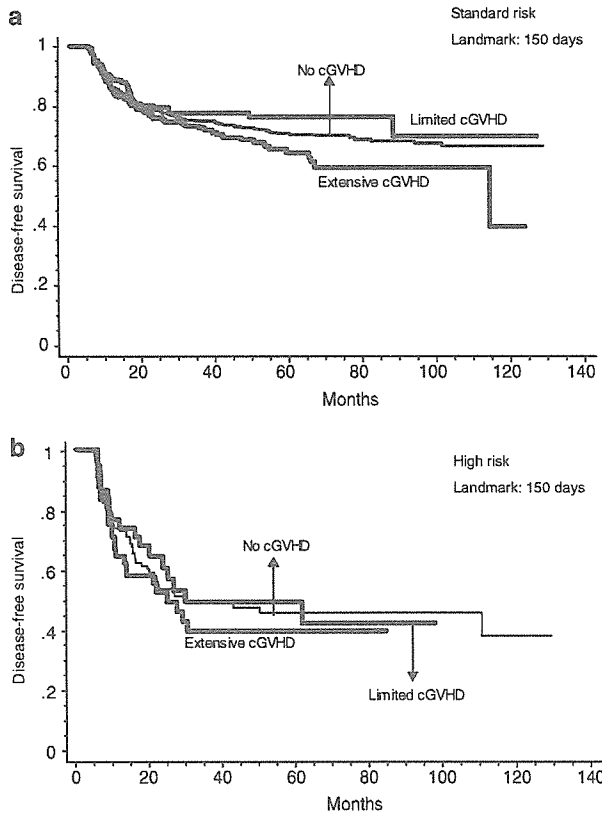 a
Standard risk
Landmark: 150 days
Disease-free survival
1
.8
.6
.4
.2
0
No cGVHD
Limited cGVHD
Extensive cGVHD
0 20 40 60 80 100 120 140
Months
b
High risk
Landmark: 150 days
Disease-free survival
1
.8
.6
.4
.2
0
No cGVHD
Extensive cGVHD
Limited cGVHD
0 20 40 60 80 100 120 140
Months